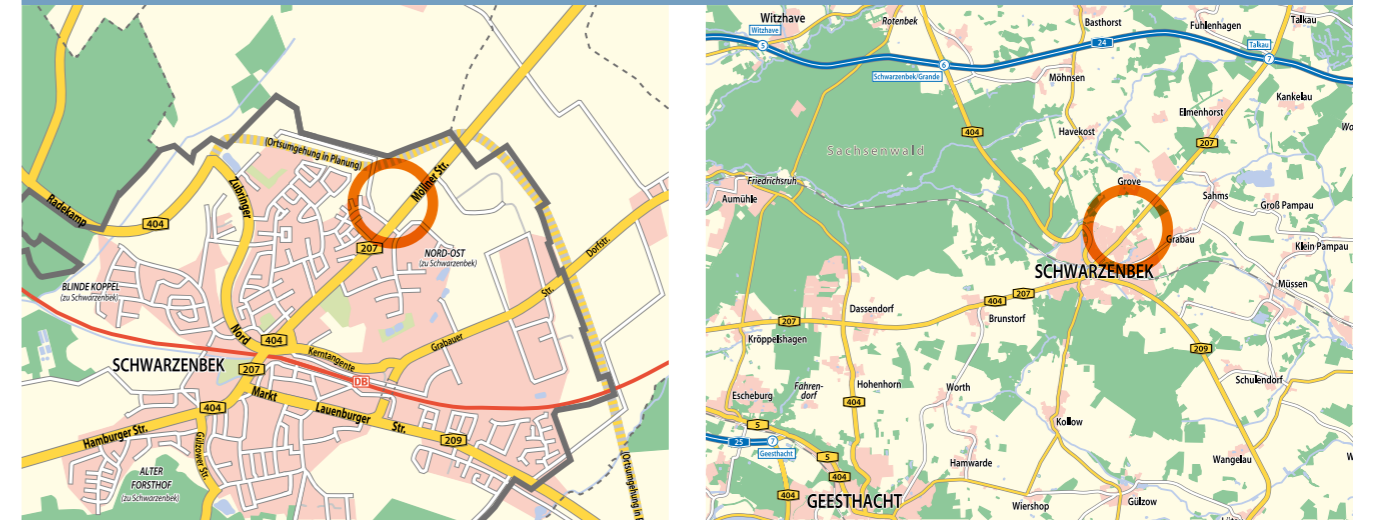 (Ortsumgehung in Planung)
Möllner Str.
Zubringer
Radekamp
404
207
NORD-OST
(zu Schwarzenbek)
Dorfstr.
BLINDE KOPPEL
(zu Schwarzenbek)
Nord
404
Kerntangente
Grabauer
Str.
SCHWARZENBEK
207
DB
Markt
404
Lauenburger
Str.
209
Hamburger Str.
Gülzower Str.
ALTER
FORSTHOF
(zu Schwarzenbek)
(Ortsumgehung in
Witzhave
Rotenbek
Basthorst
Fuhlenhagen
Talkau
Witzhave
5
24
Talkau
7
6
Schwarzenbek/Grande
Möhnsen
Kankelau
Elmenhorst
404
Havekost
207
Sachsenwald
Friedrichsruh
Aumühle
Grove
Sahms
Groß Pampau
Grabau
Klein Pampau
SCHWARZENBEK
Müssen
404
207
Dassendorf
Brunstorf
207
Kröppelshagen
209
Schulendorf
Escheburg
Fahren-
dorf
Hohenhorn
Worth
404
Kollow
5
25
7
Geesthacht
5
404
Hamwarde
Wangelau
404
GEESTHACHT
Wiershop
Gülzow